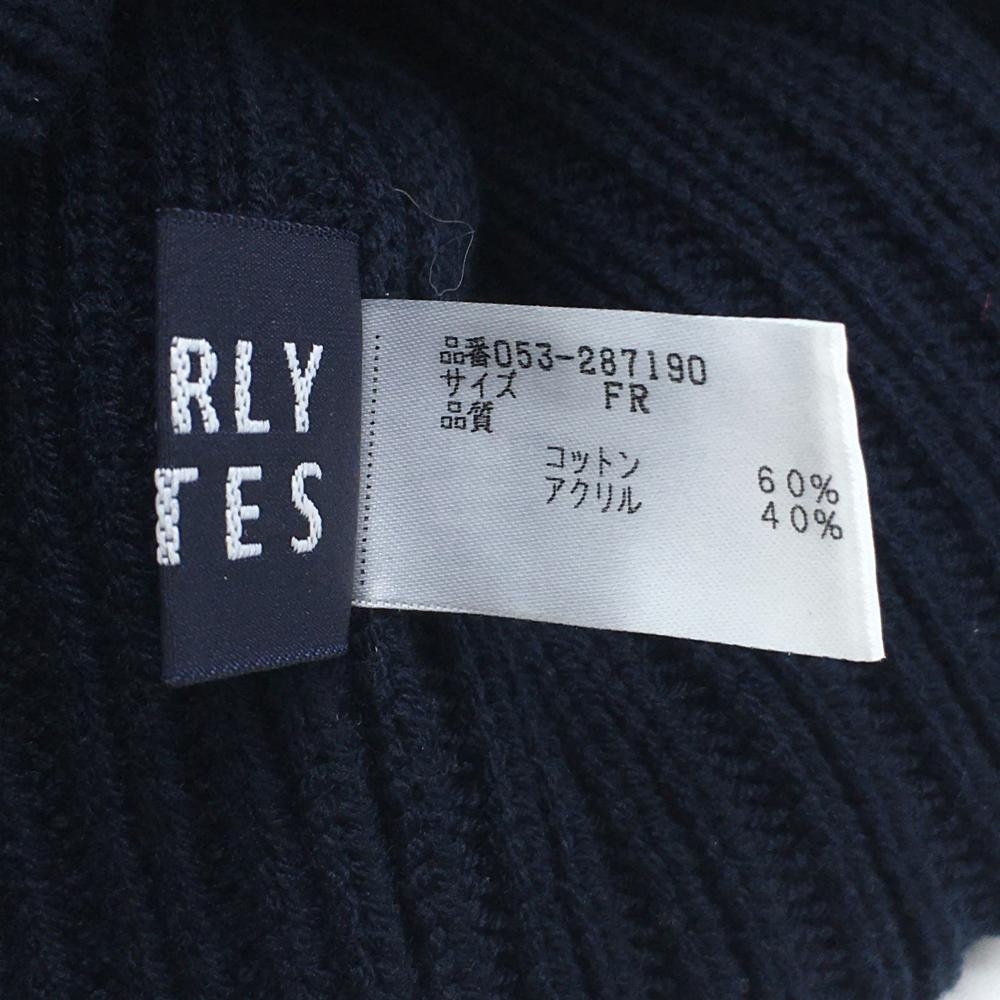 RLY
TES
品番053-287190
サイズ FR
品質
コットン 60%
アクリル 40%